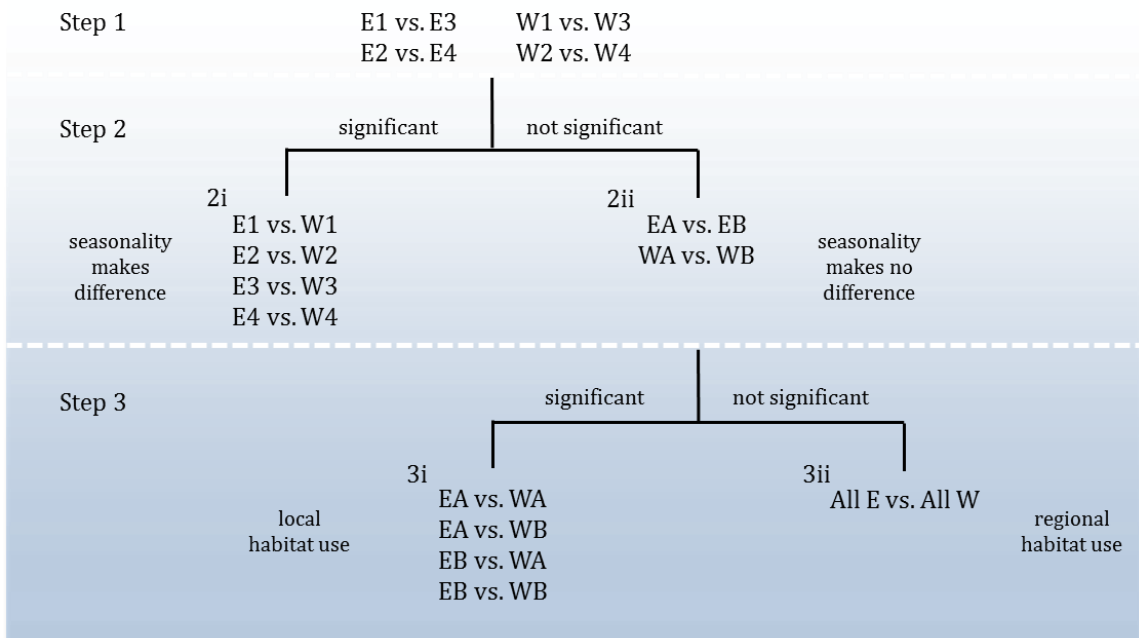 Step 1
E1 vs. E3 W1 vs. W3
E2 vs. E4 W2 vs. W4
Step 2
significant not significant
2i
E1 vs. W1
E2 vs. W2
E3 vs. W3
E4 vs. W4
seasonality
makes
difference
2ii
EA vs. EB
WA vs. WB
seasonality
makes no
difference
Step 3
significant not significant
3i
EA vs. WA
EA vs. WB
EB vs. WA
EB vs. WB
local
habitat use
3ii
All E vs. All W
regional
habitat use